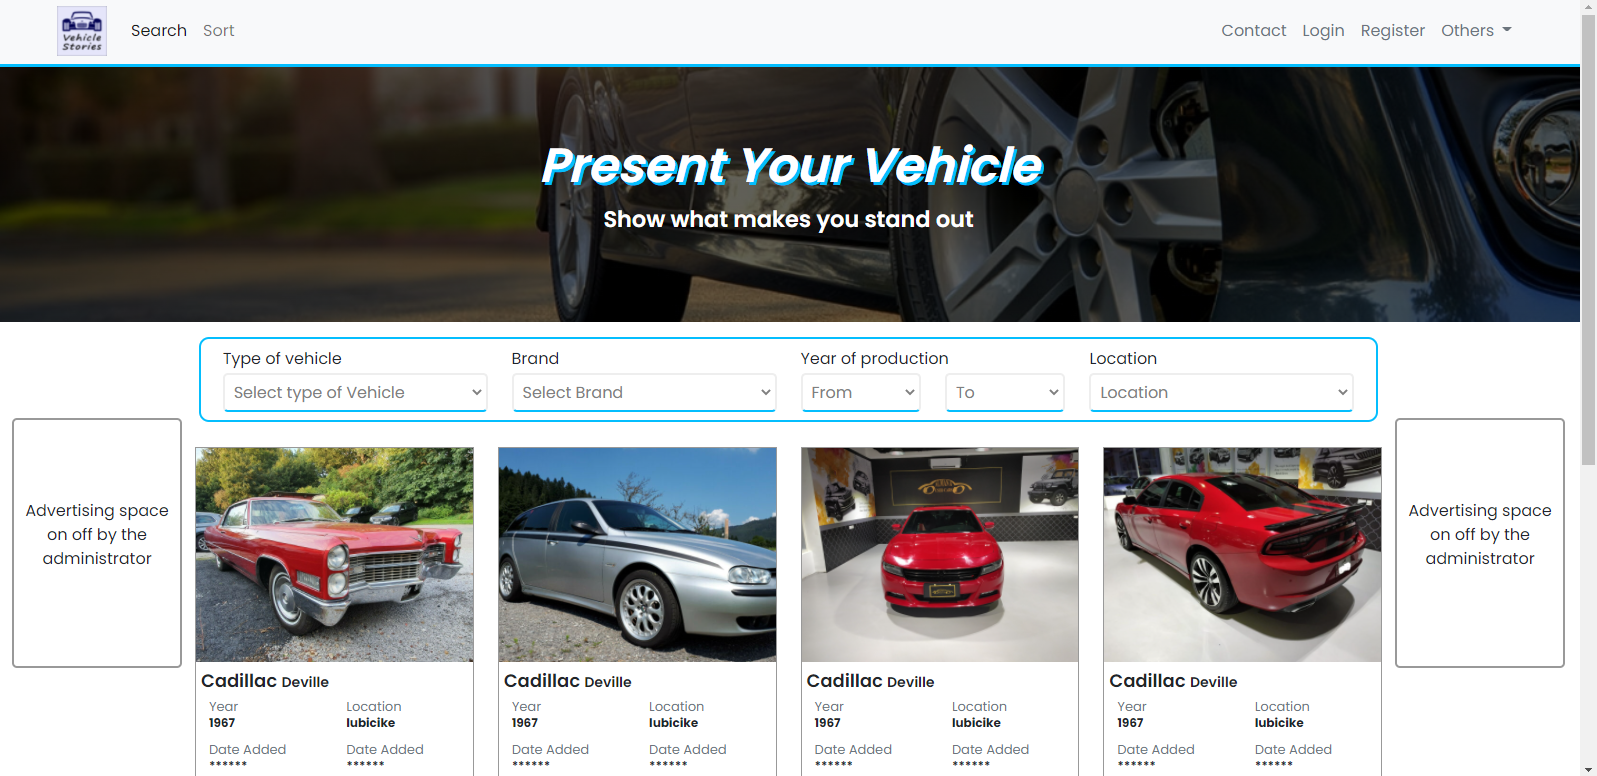 Vehicle
Stories
Search
Sort
Contact
Login
Register
Others
Present Your Vehicle
Show what makes you stand out
Type of vehicle
Brand
Year of production
Location
Select type of Vehicle
Select Brand
From
To
Location
Advertising space
on off by the
administrator
Advertising space
on off by the
administrator
Cadillac Deville
Year
Location
1967
lubicike
Date Added
Date Added
******
******
Cadillac Deville
Year
Location
1967
lubicike
Date Added
Date Added
******
******
Cadillac Deville
Year
Location
1967
lubicike
Date Added
Date Added
******
******
Cadillac Deville
Year
Location
1967
lubicike
Date Added
Date Added
******
******